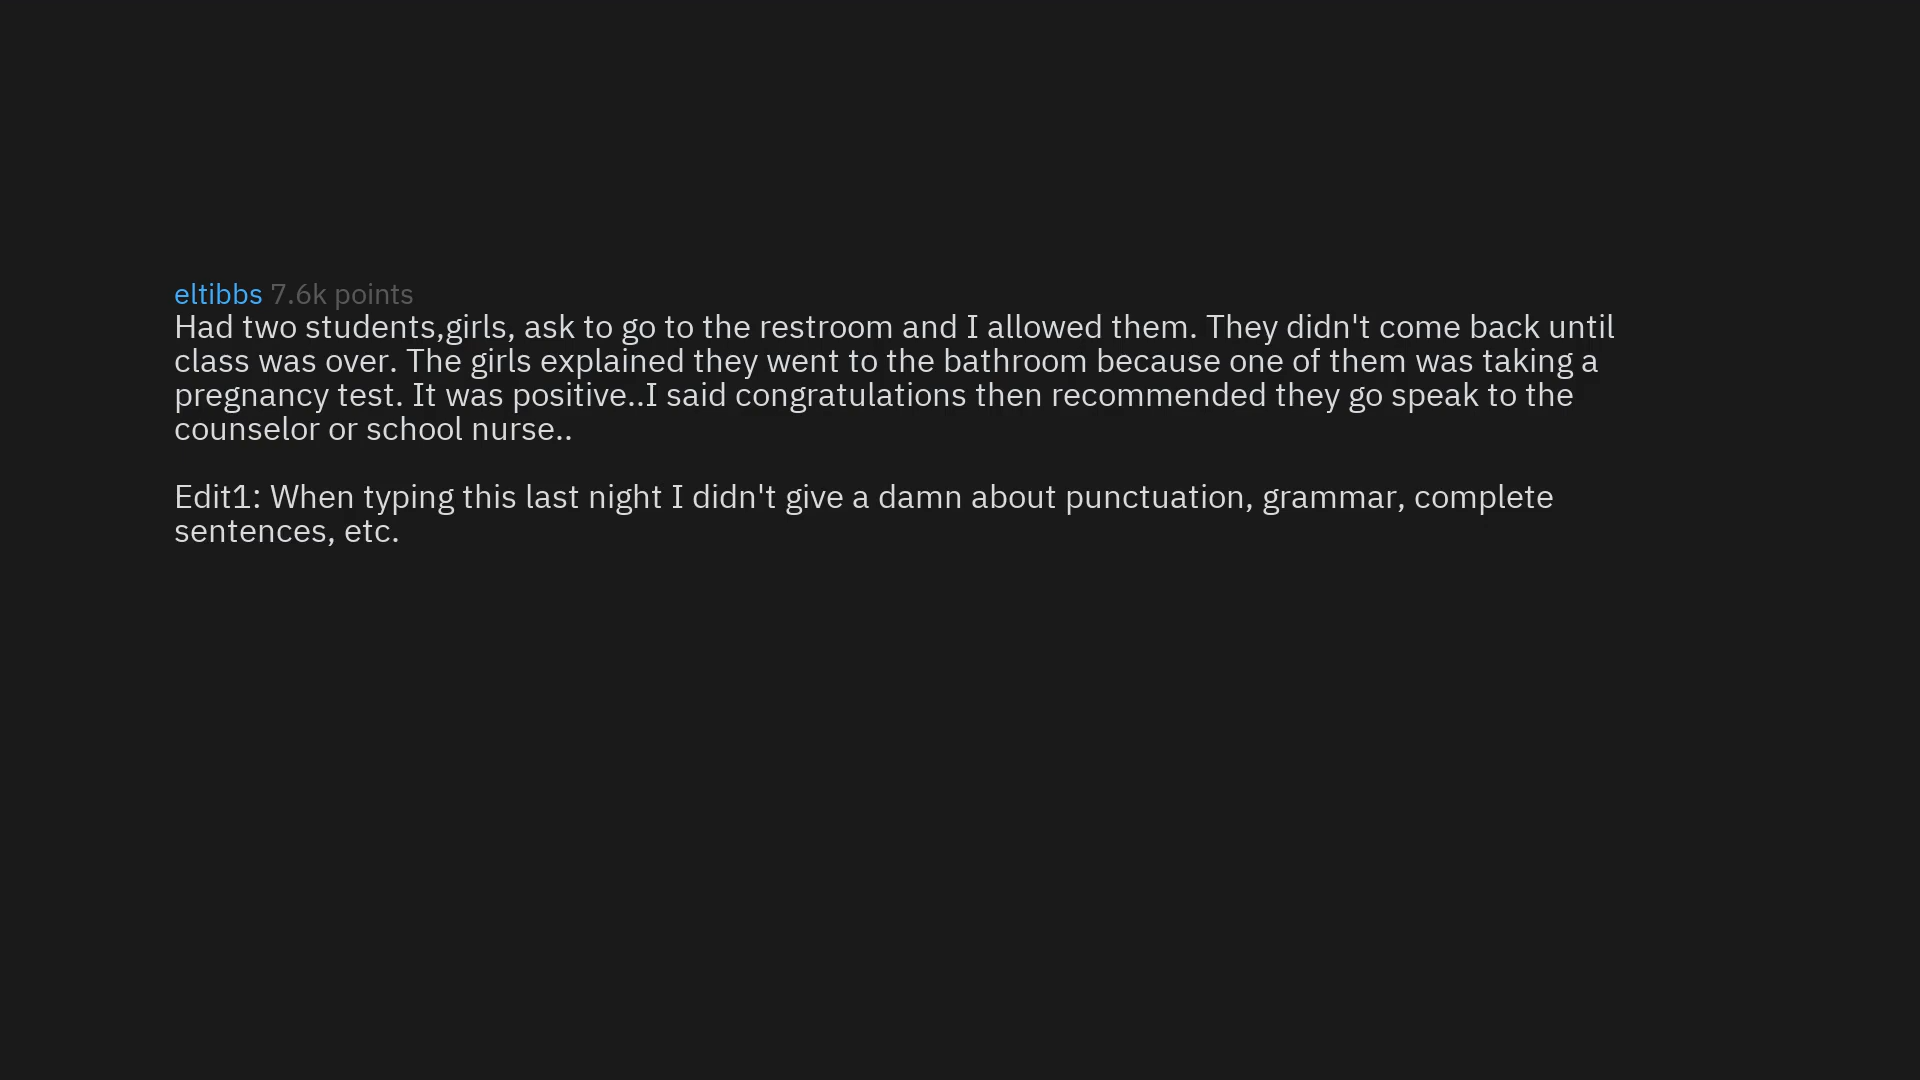 eltibbs 7.6k points
Had two students,girls, ask to go to the restroom and I allowed them. They didn't come back until
class was over. The girls explained they went to the bathroom because one of them was taking a
pregnancy test. It was positive..I said congratulations then recommended they go speak to the
counselor or school nurse..
Edit1: When typing this last night I didn't give a damn about punctuation, grammar, complete
sentences, etc.